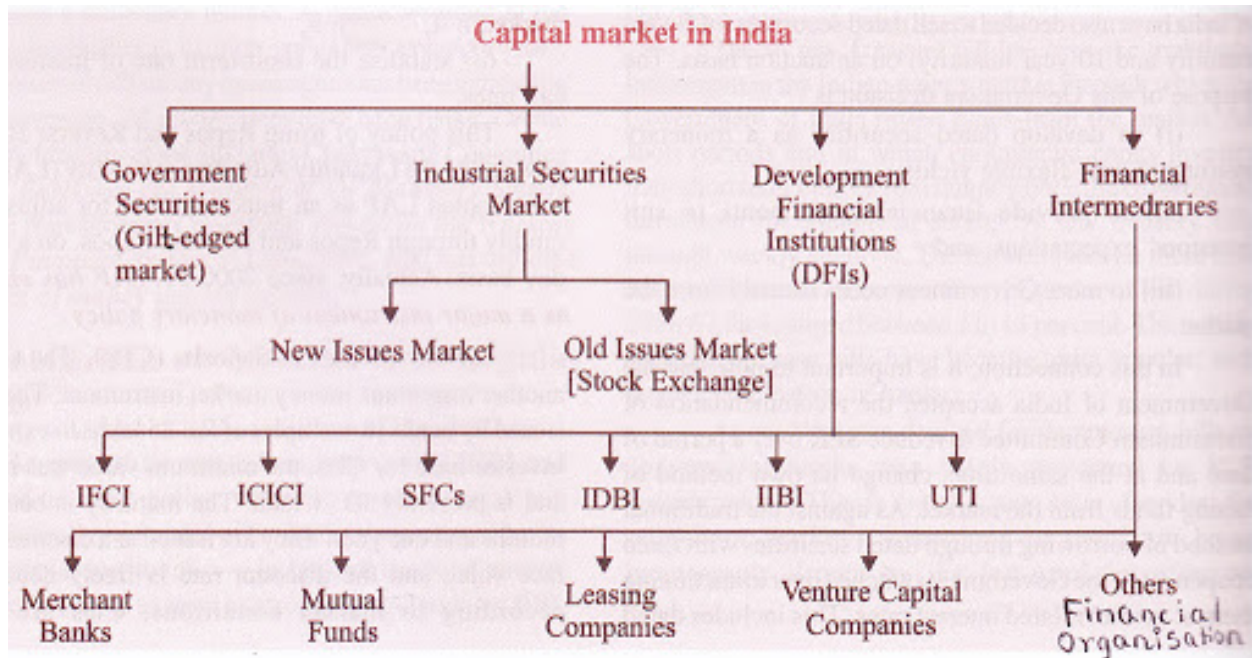 Capital market in India
Government
Securities
(Gilt-edged
market)
Industrial Securities
Market
Development
Financial
Institutions
(DFIs)
Financial
Intermedraries
New Issues Market
Old Issues Market
[Stock Exchange]
IFCI
ICICI
SFCs
IDBI
IIBI
UTI
Merchant
Banks
Mutual
Funds
Leasing
Companies
Venture Capital
Companies
Others
Financial
Organisation